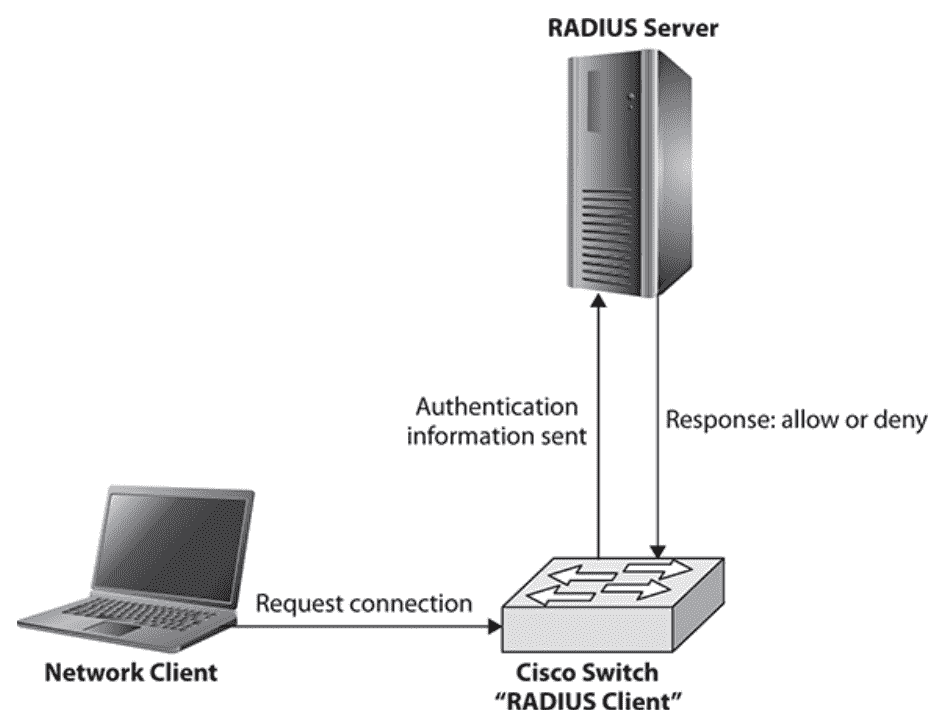 RADIUS Server
Authentication
information sent
Response: allow or deny
Request connection
Network Client
Cisco Switch
“RADIUS Client”